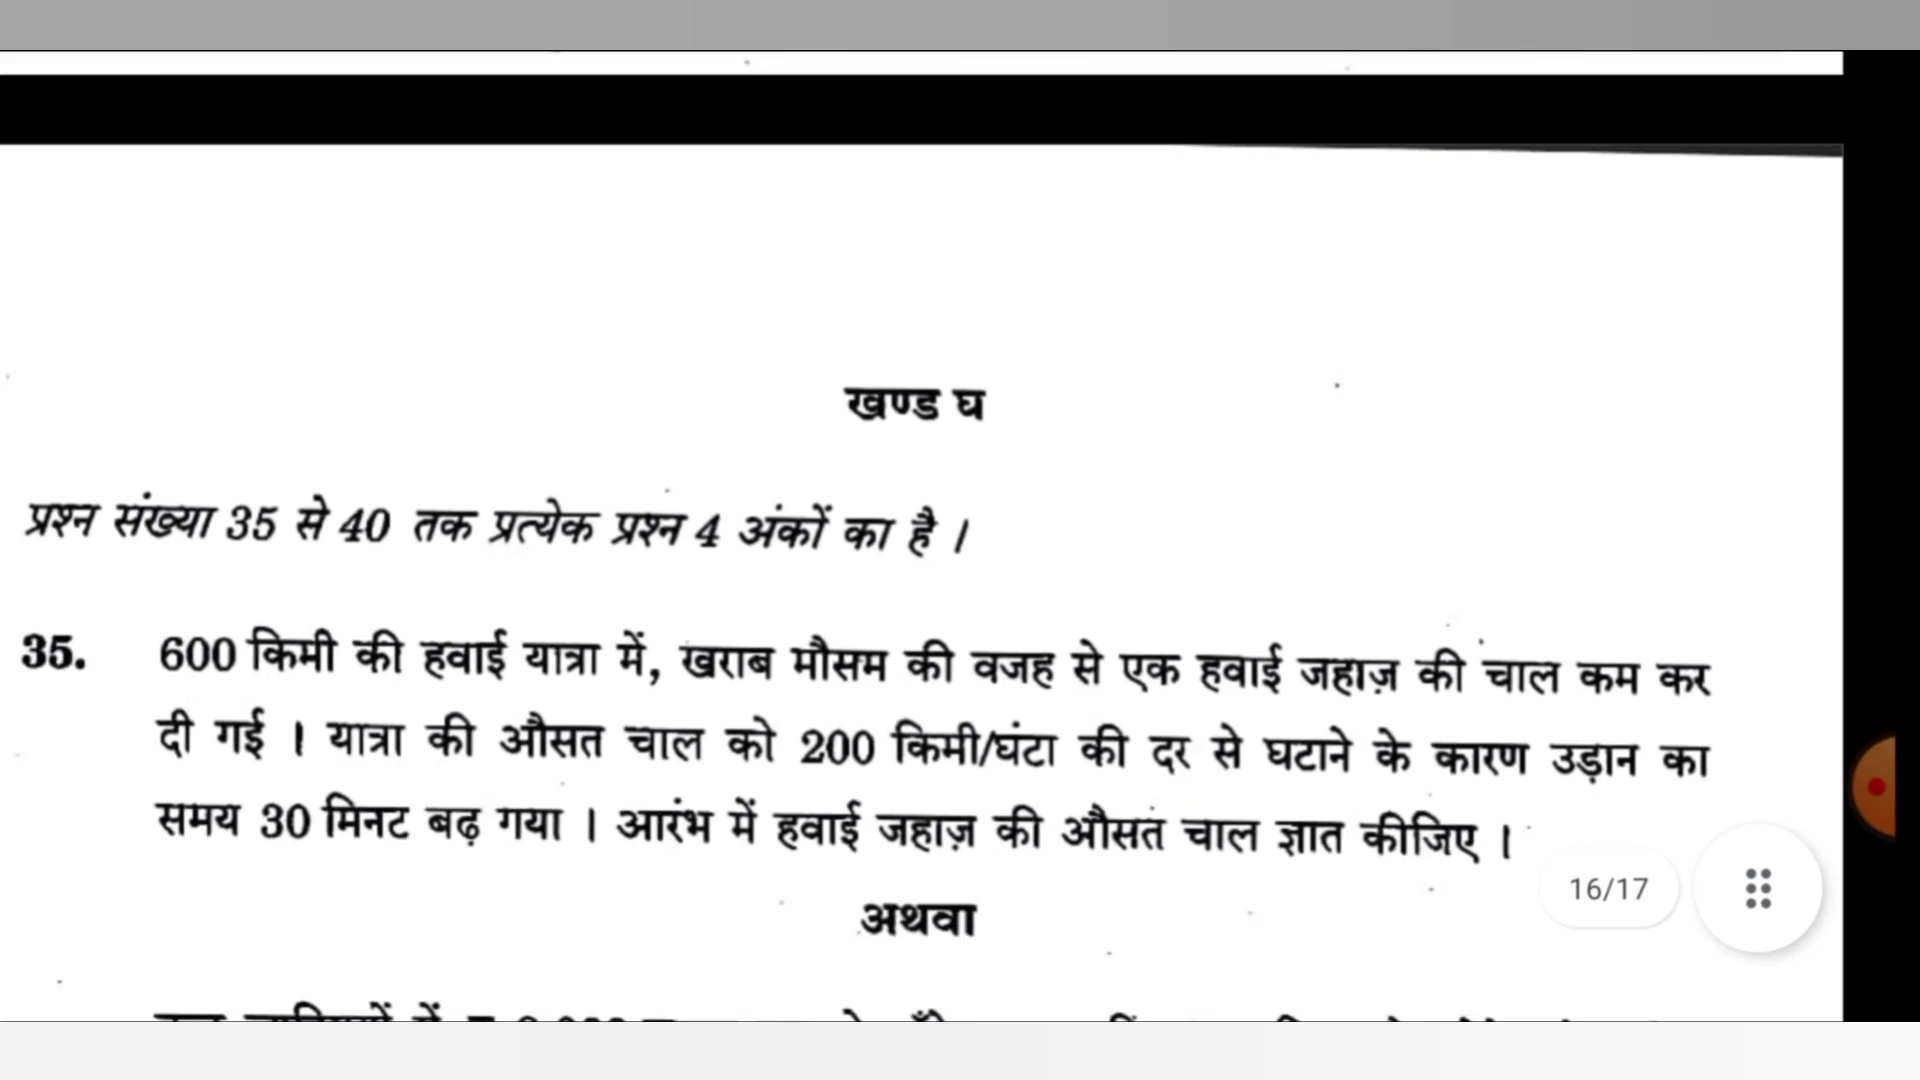 खण्ड घ
प्रश्न संख्या 35 से 40 तक प्रत्येक प्रश्न 4 अंकों का है ।
35. 600 किमी की हवाई यात्रा में, खराब मौसम की वजह से एक हवाई जहाज़ की चाल कम कर
दी गई । यात्रा की औसत चाल को 200 किमी/घंटा की दर से घटाने के कारण उड़ान का
समय 30 मिनट बढ़ गया । आरंभ में हवाई जहाज़ की औसत चाल ज्ञात कीजिए ।
16/17
अथवा